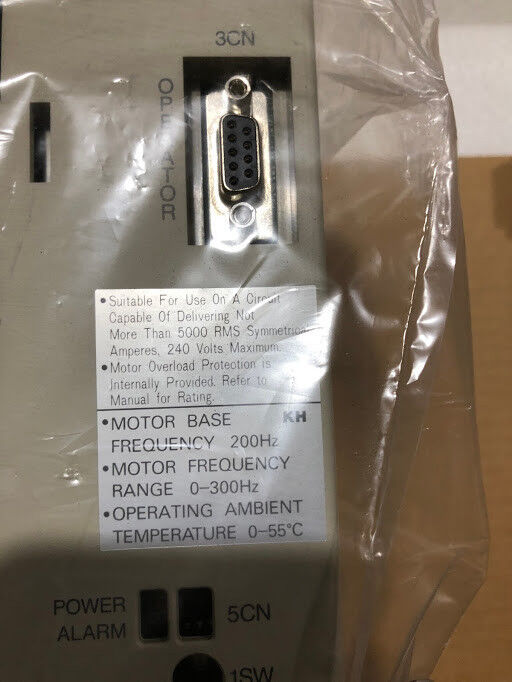 3CN
OPERATOR
• Suitable For Use On A Circuit
Capable Of Delivering Not
More Than 5000 RMS Symmetrical
Amperes, 240 Volts Maximum.
• Motor Overload Protection is
Internally Provided. Refer to
Manual for Rating.
• MOTOR BASE KH
FREQUENCY 200Hz
• MOTOR FREQUENCY
RANGE 0-300Hz
• OPERATING AMBIENT
TEMPERATURE 0-55°C
POWER
ALARM
5CN
1SW